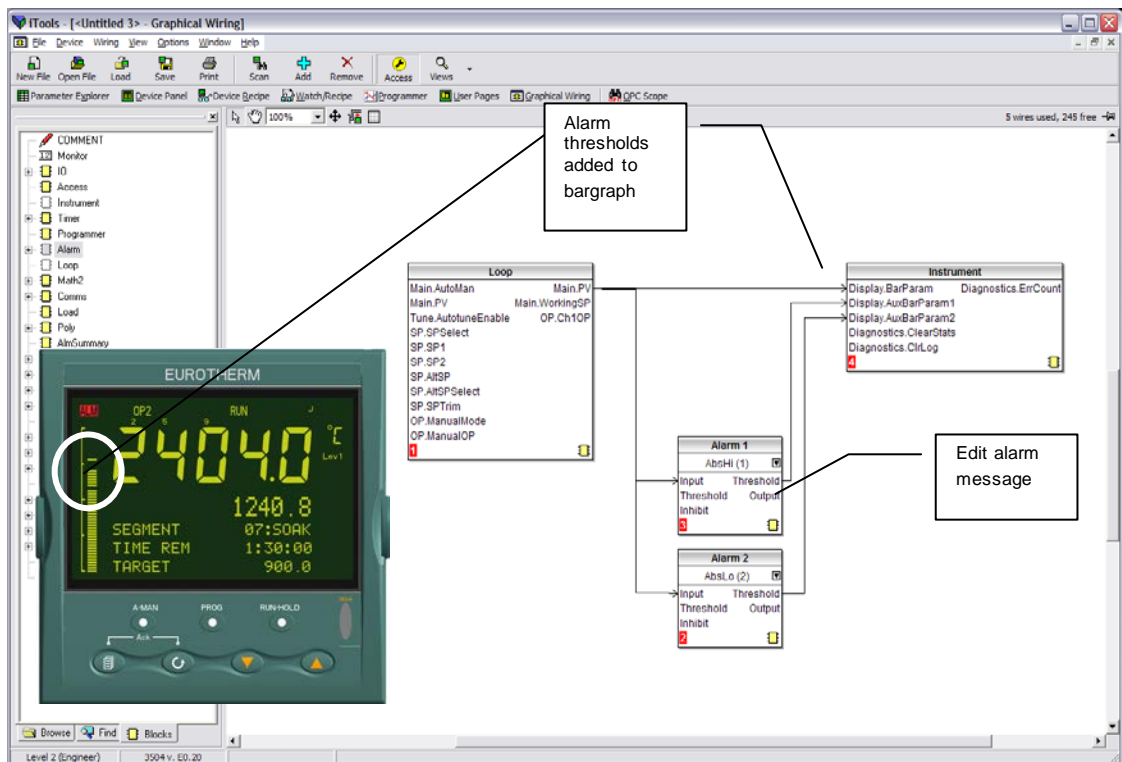 iTools - [<Untitled 3> - Graphical Wiring]
File Device Wiring View Options Window Help
New File Open File Load Save Print Scan Add Remove Access Views
Parameter Explorer Device Panel Device Recipe Watch/Recipe Programmer User Pages Graphical Wiring OPC Scope
100%
5 wires used, 245 free
COMMENT
Monitor
IO
Access
Instrument
Timer
Programmer
Alarm
Loop
Math2
Comms
Load
Poly
AlmSummary
Alarm
thresholds
added to
bargraph
Loop
Main.AutoMan Main.PV
Main.PV Main.WorkingSP
Tune.AutotuneEnable OP.Ch1OP
SP.SPSelect
SP.SP1
SP.SP2
SP.AltSP
SP.AltSPSelect
SP.SPTrim
OP.ManualMode
OP.ManualOP
1
Instrument
Display.BarParam Diagnostics.ErrCount
Display.AuxBarParam1
Display.AuxBarParam2
Diagnostics.ClearStats
Diagnostics.ClrLog
4
Alarm 1
AbsHi (1)
Input Threshold
Threshold Output
Inhibit
3
Alarm 2
AbsLo (2)
Input Threshold
Threshold Output
Inhibit
2
Edit alarm
message
EUROTHERM
ALM OP2 RUN
2 5 9
2404.0 °C
Lev1
1240.8
SEGMENT 07:SOAK
TIME REM 1:30:00
TARGET 900.0
A-MAN PROG RUN-HOLD
Ack
Browse Find Blocks
Level 2 (Engineer) 3504 v. E0.20